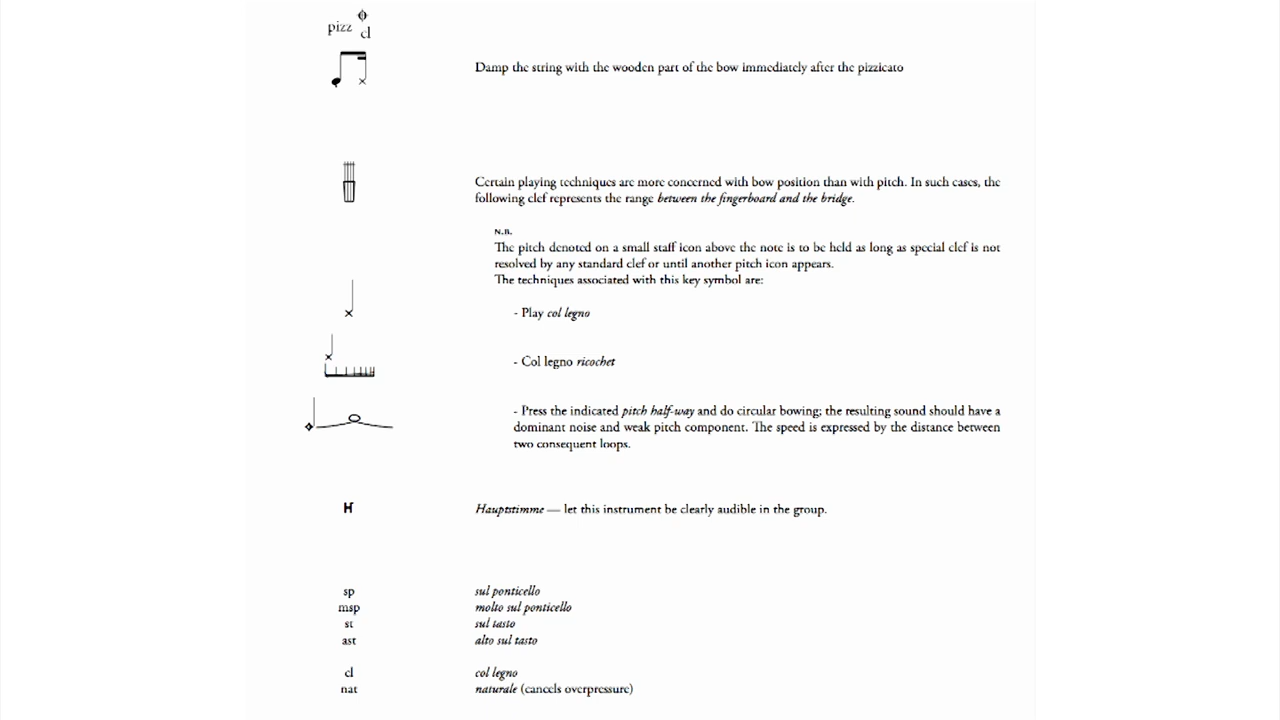 pizz cl
Damp the string with the wooden part of the bow immediately after the pizzicato
Certain playing techniques are more concerned with bow position than with pitch. In such cases, the
following clef represents the range between the fingerboard and the bridge.
N.B.
The pitch denoted on a small staff icon above the note is to be held as long as special clef is not
resolved by any standard clef or until another pitch icon appears.
The techniques associated with this key symbol are:
- Play col legno
- Col legno ricochet
- Press the indicated pitch half-way and do circular bowing; the resulting sound should have a
dominant noise and weak pitch component. The speed is expressed by the distance between
two consequent loops.
H Hauptstimme — let this instrument be clearly audible in the group.
sp sul ponticello
msp molto sul ponticello
st sul tasto
ast alto sul tasto
cl col legno
nat naturale (cancels overpressure)